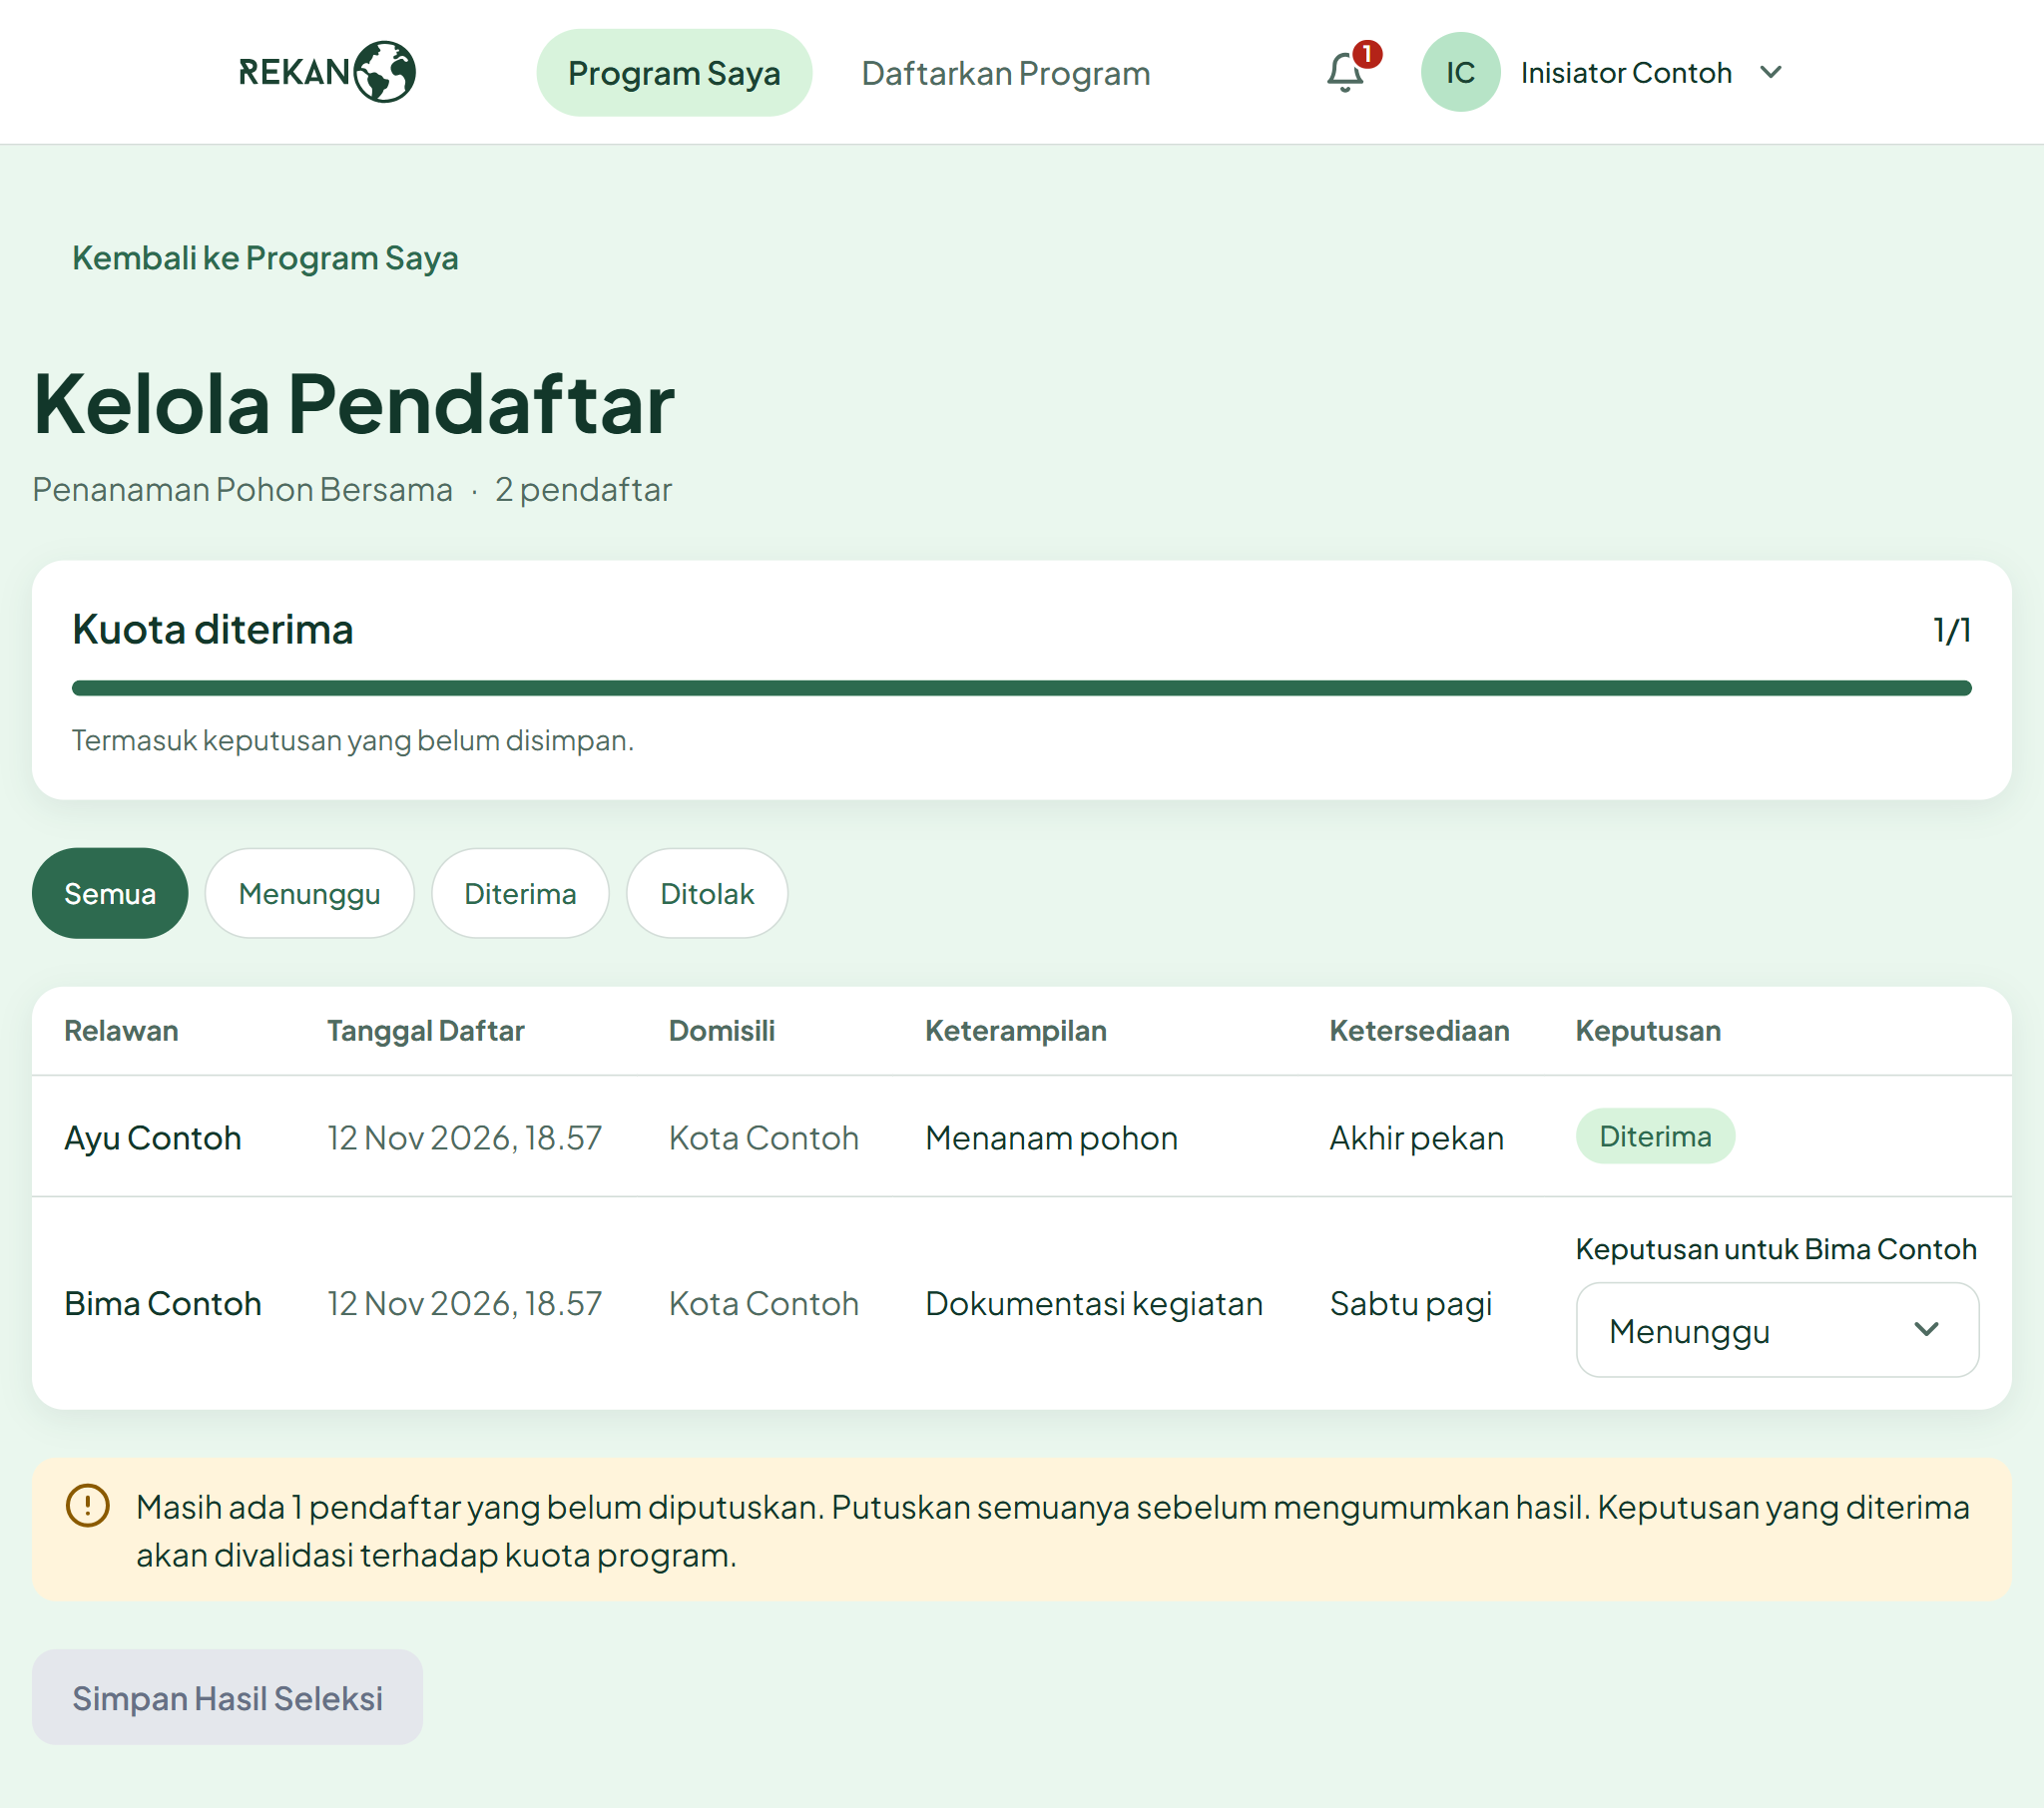 REKAN
Program Saya
Daftarkan Program
1
IC
Inisiator Contoh
Kembali ke Program Saya
Kelola Pendaftar
Penanaman Pohon Bersama · 2 pendaftar
Kuota diterima
1/1
Termasuk keputusan yang belum disimpan.
Semua
Menunggu
Diterima
Ditolak
Relawan Tanggal Daftar Domisili Keterampilan Ketersediaan Keputusan
Ayu Contoh 12 Nov 2026, 18.57 Kota Contoh Menanam pohon Akhir pekan Diterima
Keputusan untuk Bima Contoh
Bima Contoh 12 Nov 2026, 18.57 Kota Contoh Dokumentasi kegiatan Sabtu pagi Menunggu
Masih ada 1 pendaftar yang belum diputuskan. Putuskan semuanya sebelum mengumumkan hasil. Keputusan yang diterima
akan divalidasi terhadap kuota program.
Simpan Hasil Seleksi